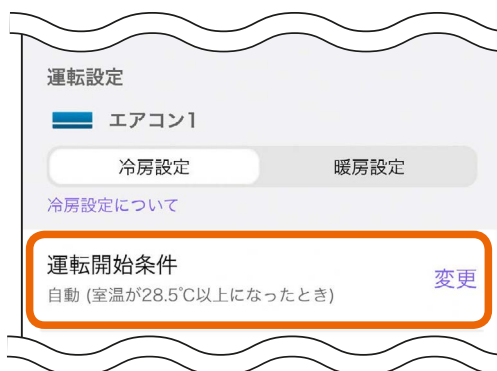 運転設定
エアコン1
冷房設定 暖房設定
冷房設定について
運転開始条件
変更
自動 (室温が28.5℃以上になったとき)